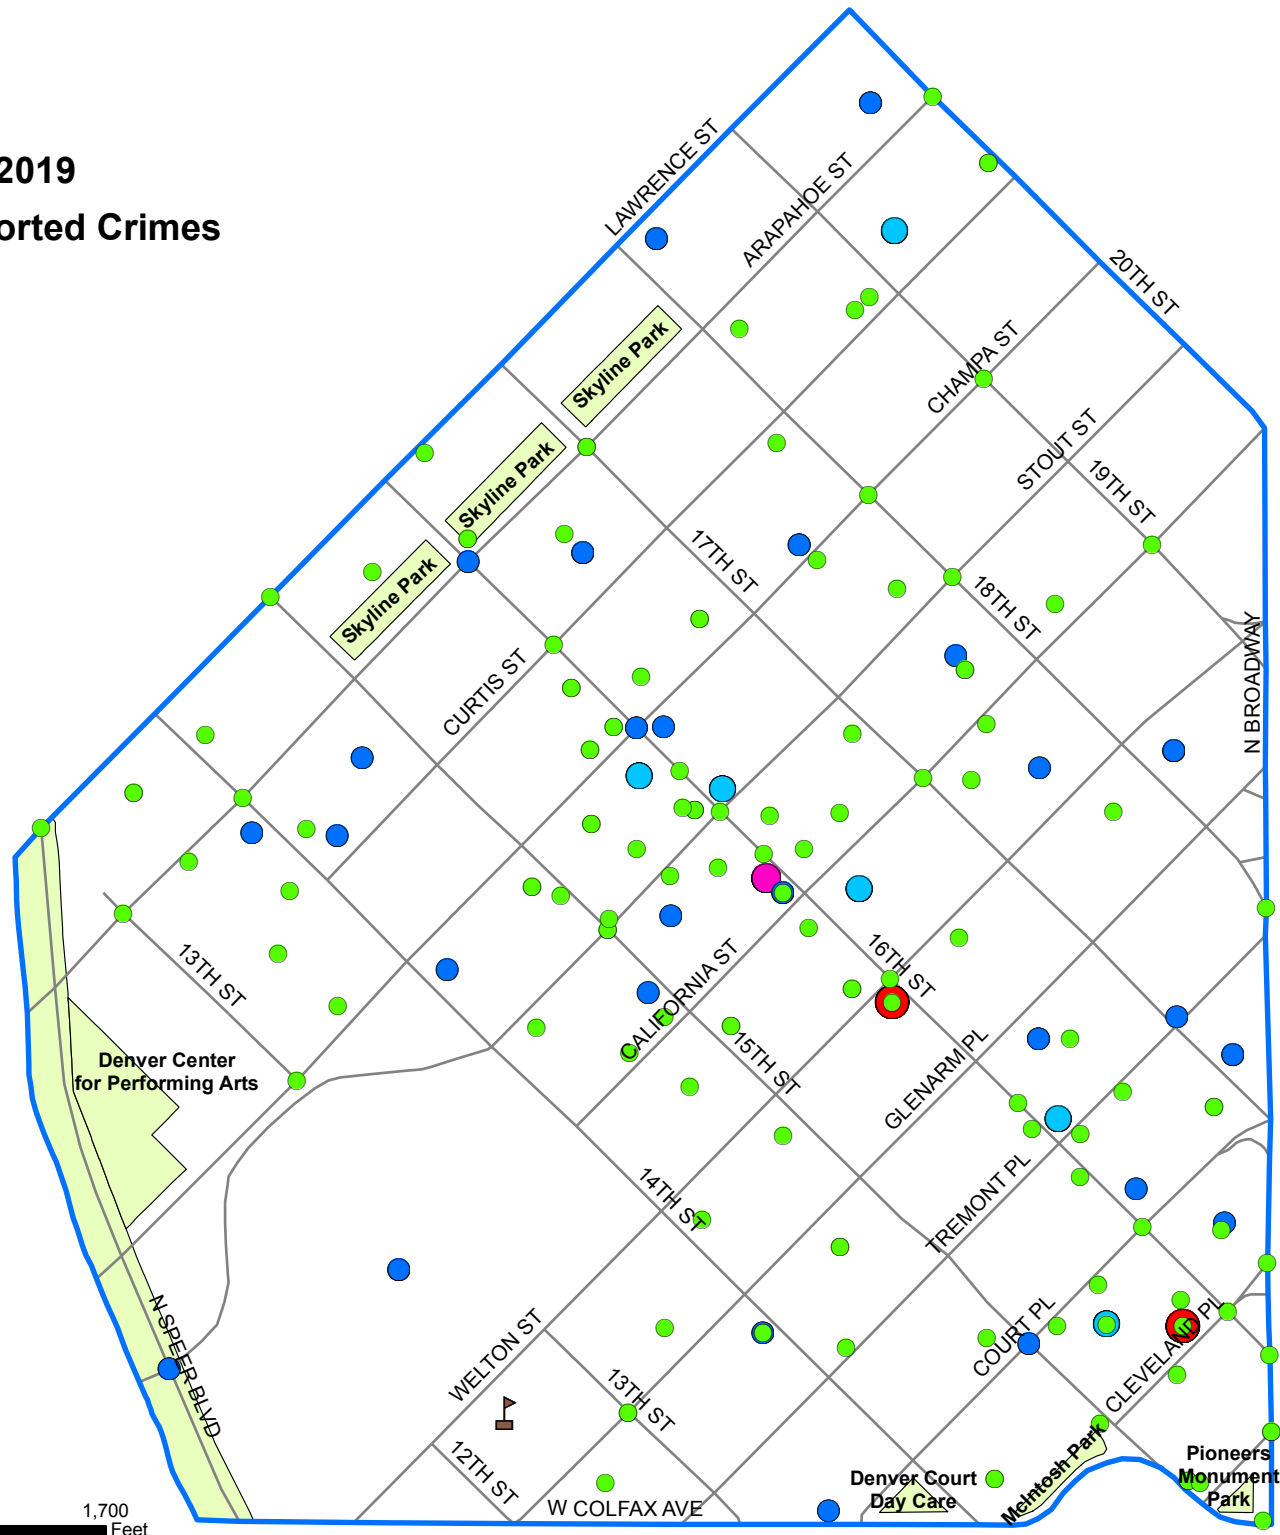 2019
orted Crimes
LAWRENCE ST
ARAPAHOE ST
20TH ST
Skyline Park
CHAMPA ST
STOUT ST
19TH ST
Skyline Park
17TH ST
18TH ST
Skyline Park
CURTIS ST
N BROADWAY
13TH ST
16TH ST
CALIFORNIA ST
15TH ST
GLENARM PL
Denver Center
for Performing Arts
14TH ST
TREMONT PL
N SPEER BLVD
WELTON ST
COURT PL
CLEVELAND PL
13TH ST
12TH ST
McIntosh Park
Pioneers
Monument
Park
Denver Court
Day Care
W COLFAX AVE
1,700
Feet